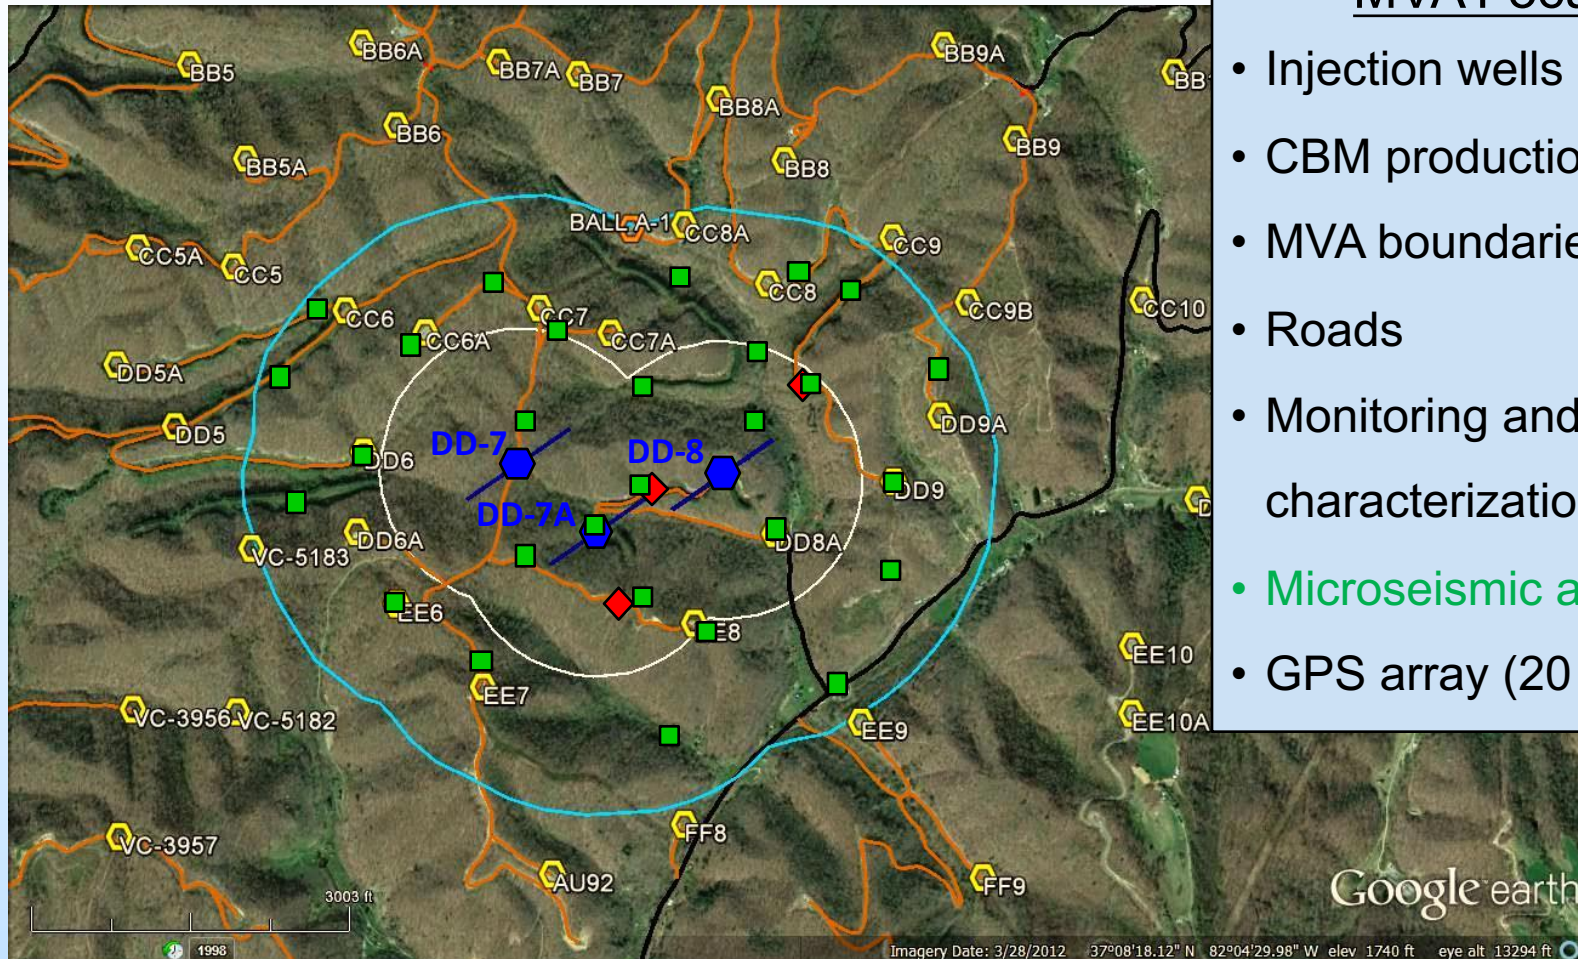 MVA Focu
• Injection wells
• CBM productio
• MVA boundarie
• Roads
• Monitoring and
characterizatio
• Microseismic a
• GPS array (20
BB5
BB6A
BB7A
BB7
BB9A
BB1
BB8A
BB6
BB9
BB5A
BB8
BALL A-1
CC8A
CC9
CC5A
CC5
CC8
CC9B
CC10
CC6
CC7
CC6A
CC7A
DD5A
DD5
DD9A
DD-7
DD-8
DD6
DD9
D
DD-7A
DD6A
DD8A
VC-5183
EE6
E8
EE10
EE7
VC-3956
VC-5182
EE9
EE10A
VC-3957
FF8
AU92
FF9
3003 ft
1998
Google earth
Imagery Date: 3/28/2012 37°08'18.12" N 82°04'29.98" W elev 1740 ft eye alt 13294 ft